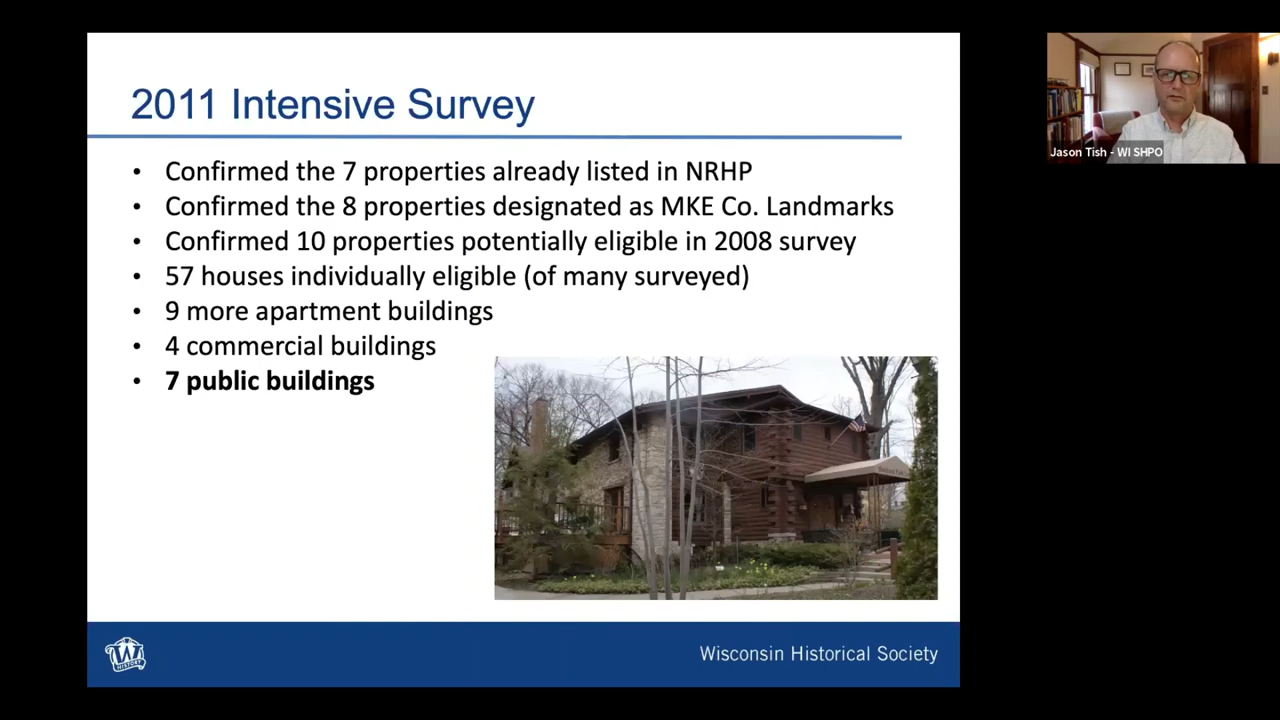 2011 Intensive Survey
• Confirmed the 7 properties already listed in NRHP
• Confirmed the 8 properties designated as MKE Co. Landmarks
• Confirmed 10 properties potentially eligible in 2008 survey
• 57 houses individually eligible (of many surveyed)
• 9 more apartment buildings
• 4 commercial buildings
• 7 public buildings
W
HISTORY
Wisconsin Historical Society
Jason Tish - WI SHPO